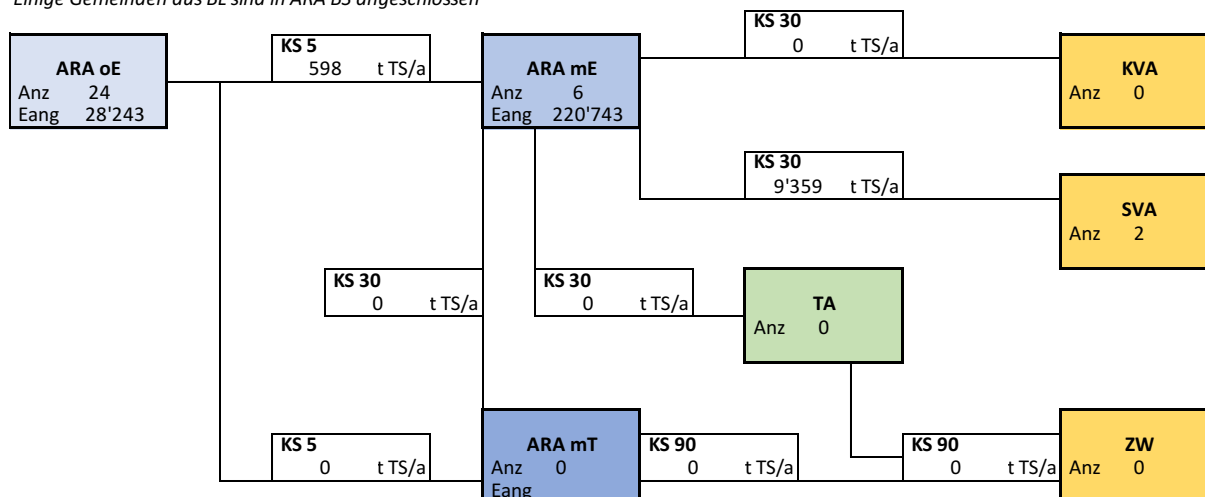 Einige Gemeinden aus BL sind in ARA BS angeschlossen
KS 30
0 t TS/a
KS 5
598 t TS/a
ARA oE
Anz 24
Eang 28'243
ARA mE
Anz 6
Eang 220'743
KVA
Anz 0
KS 30
9'359 t TS/a
SVA
Anz 2
KS 30
0 t TS/a
KS 30
0 t TS/a
TA
Anz 0
KS 5
0 t TS/a
ARA mT
Anz 0
Eang
KS 90
0 t TS/a
KS 90
0 t TS/a
ZW
Anz 0